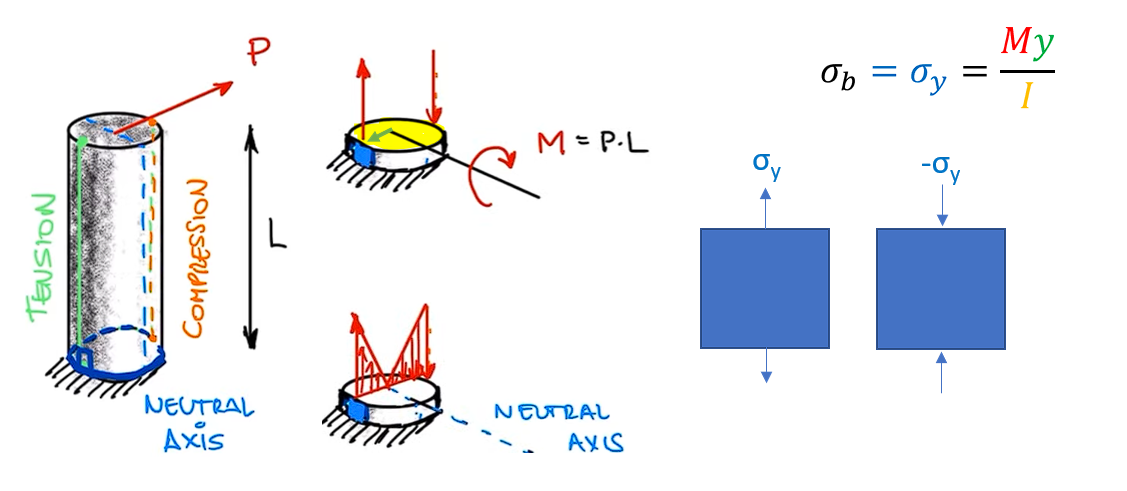 P
TENSION
COMPRESSION
L
NEUTRAL
AXIS
M = P·L
NEUTRAL
AXIS
σb = σy = My/I
σy
-σy